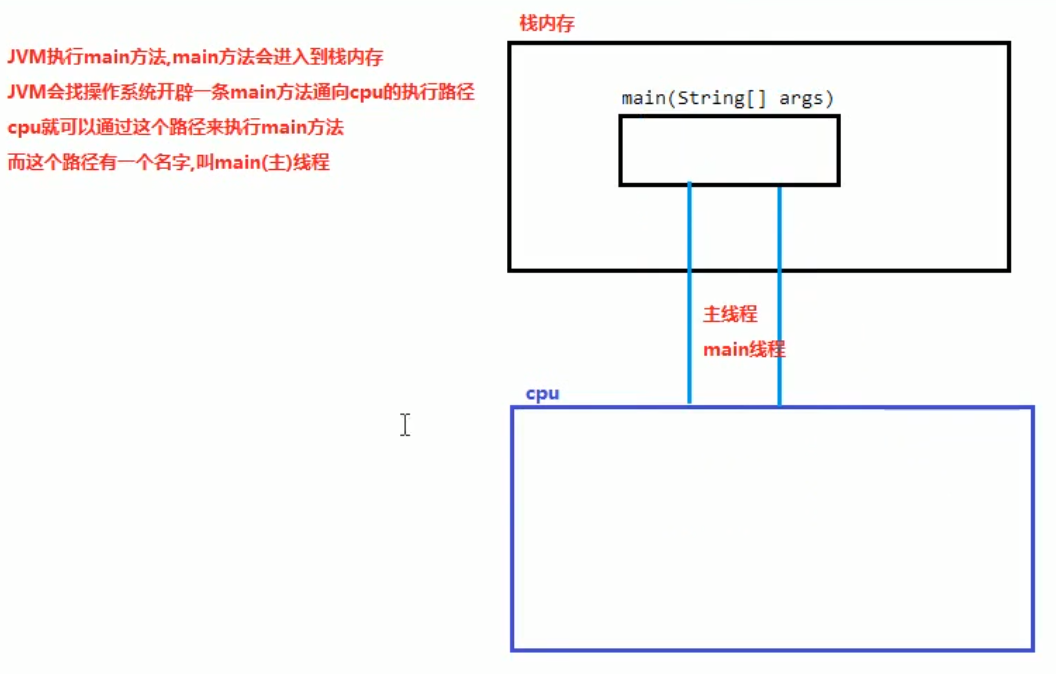 栈内存
JVM执行main方法,main方法会进入到栈内存
JVM会找操作系统开辟一条main方法通向cpu的执行路径
cpu就可以通过这个路径来执行main方法
而这个路径有一个名字,叫main(主)线程
main(String[] args)
主线程
main线程
cpu